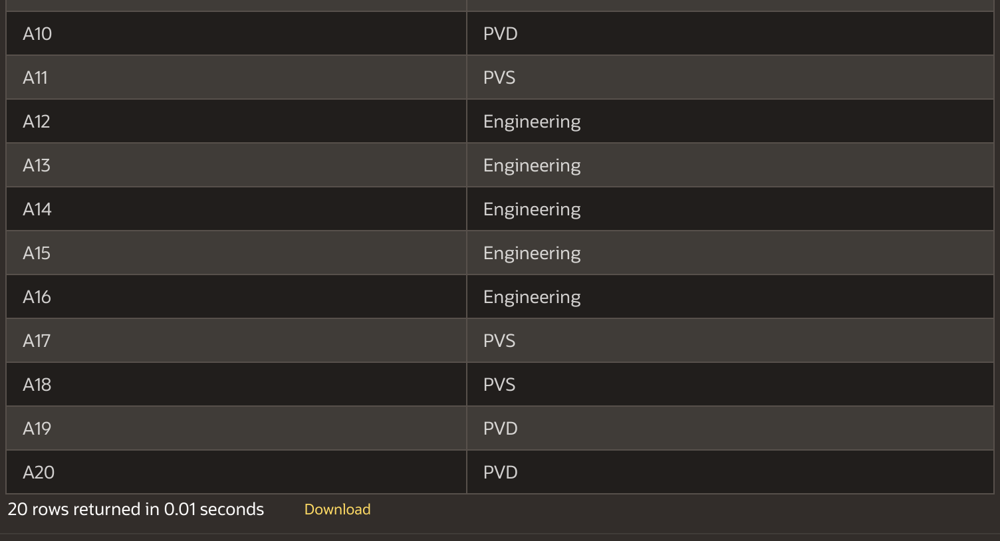 A10 PVD
A11 PVS
A12 Engineering
A13 Engineering
A14 Engineering
A15 Engineering
A16 Engineering
A17 PVS
A18 PVS
A19 PVD
A20 PVD
20 rows returned in 0.01 seconds Download